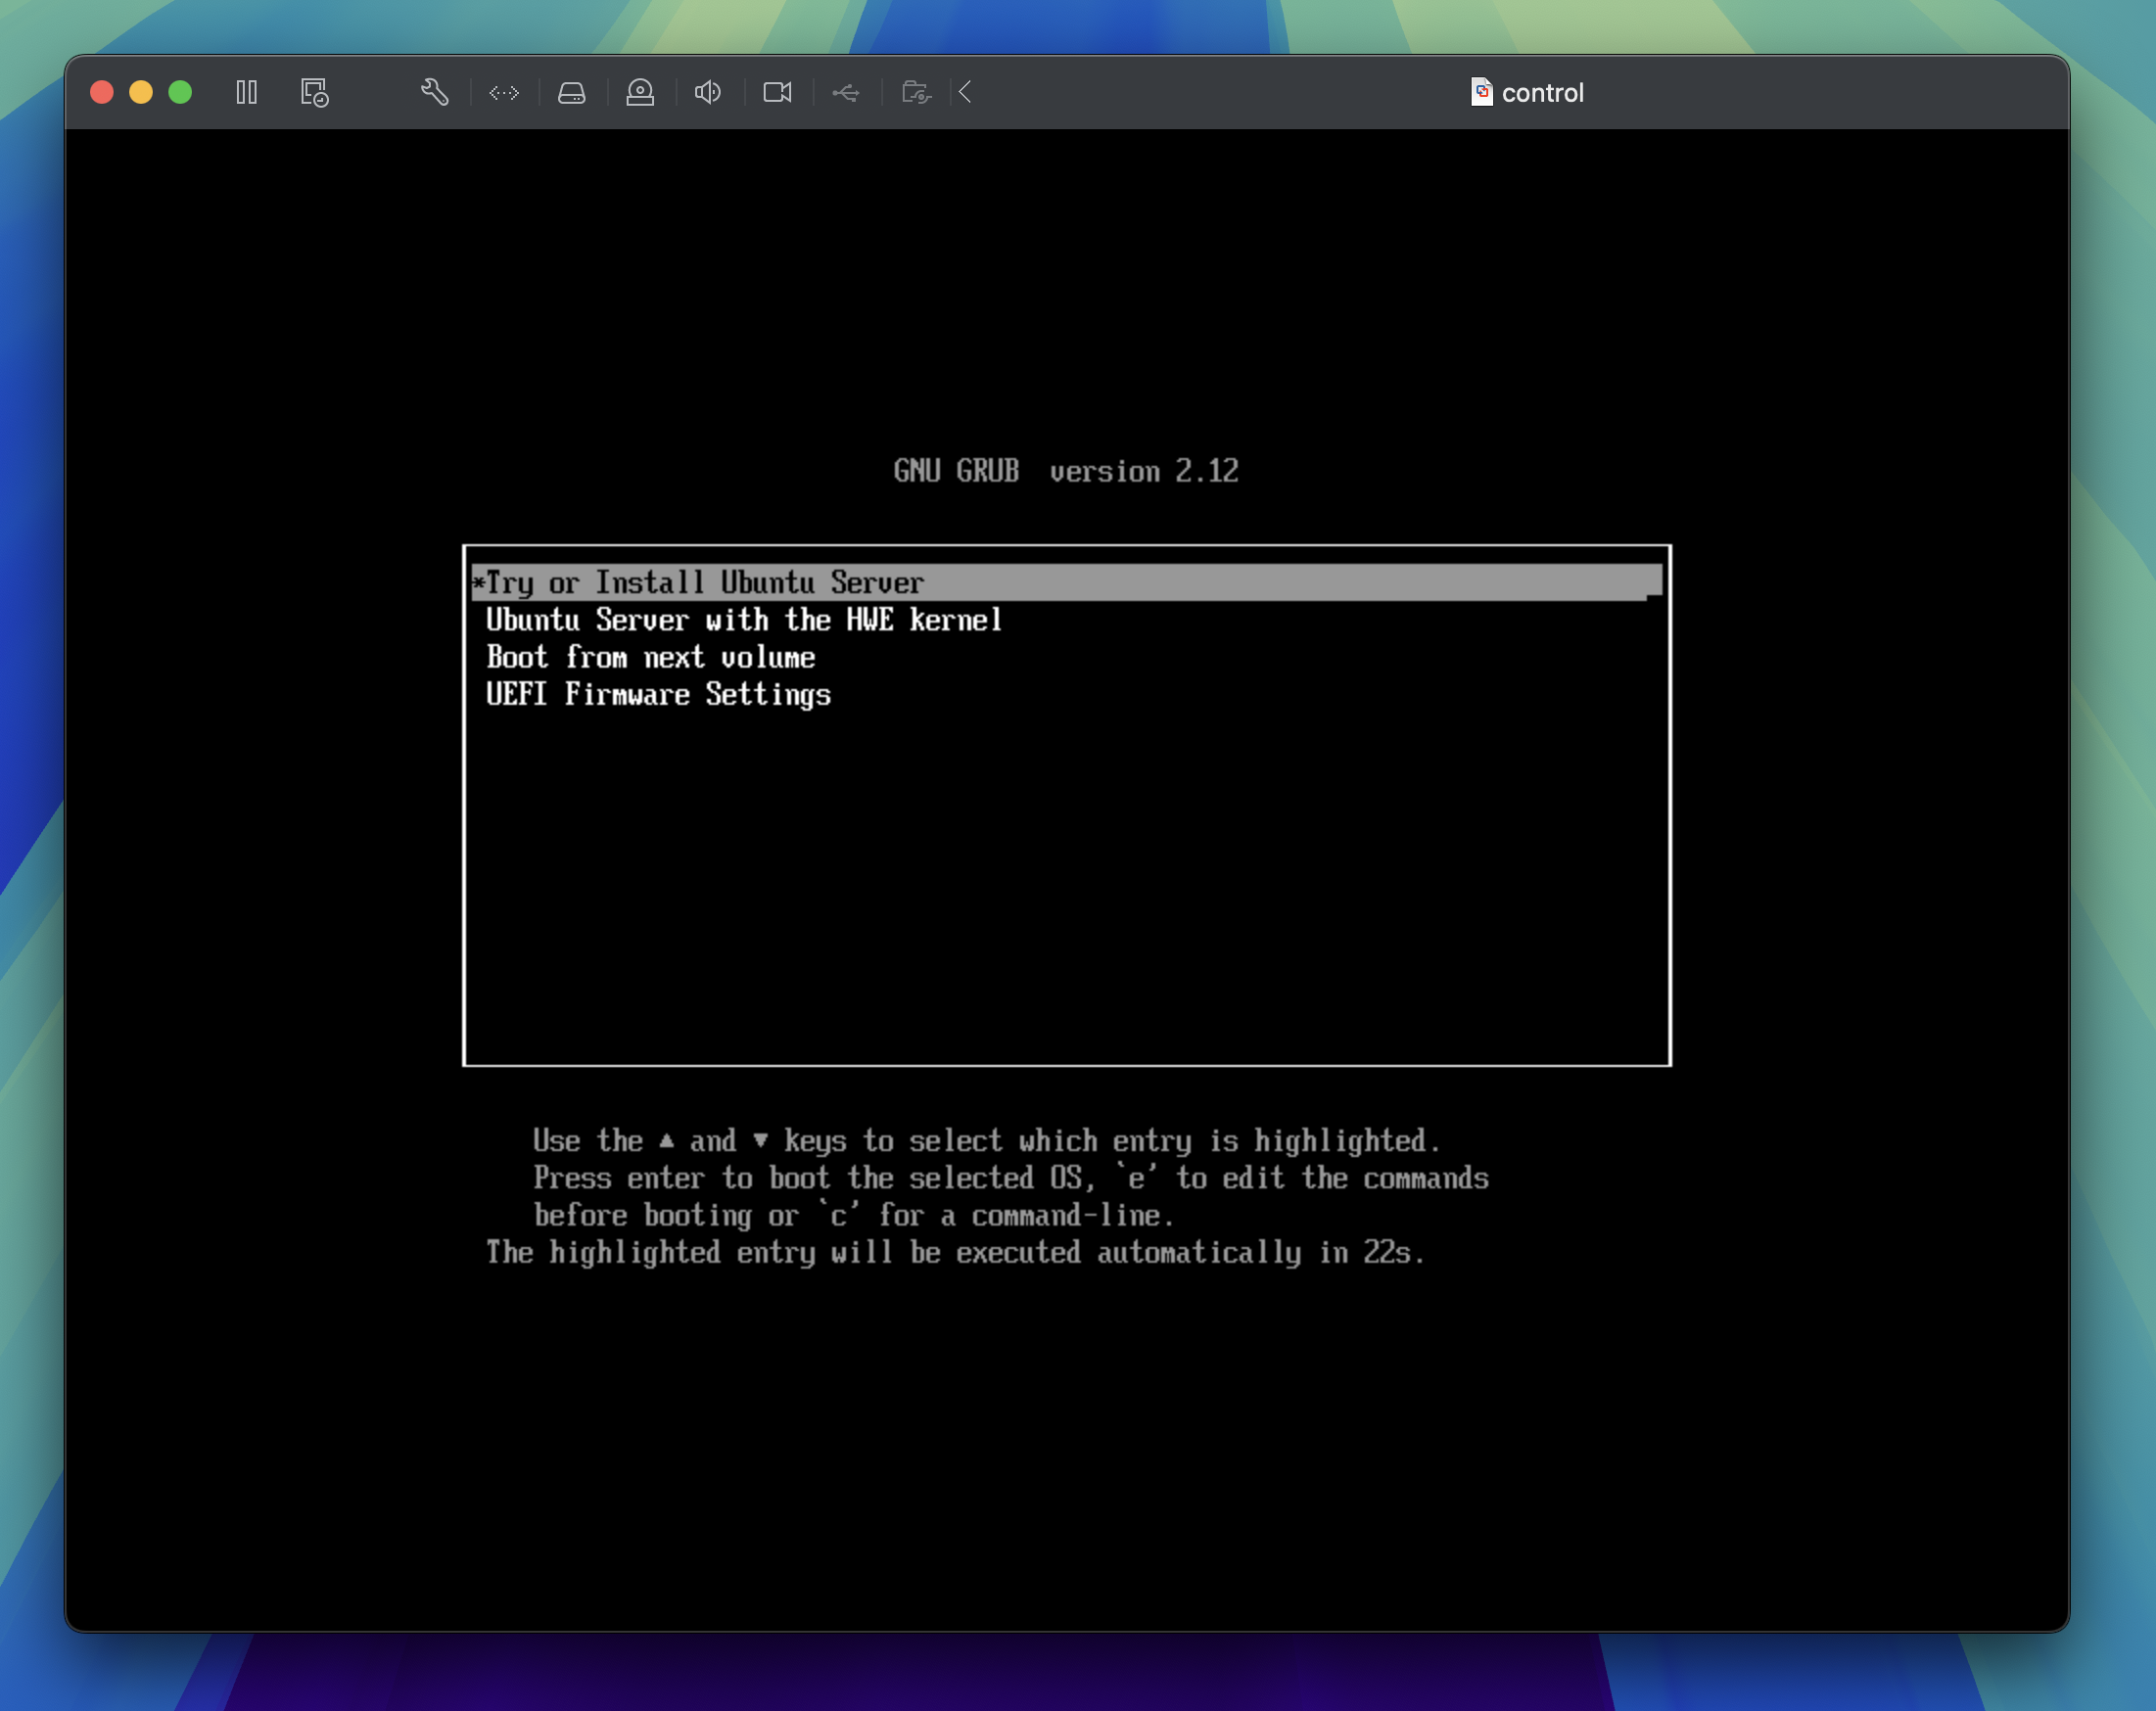 control
GNU GRUB  version 2.12
*Try or Install Ubuntu Server
Ubuntu Server with the HWE kernel
Boot from next volume
UEFI Firmware Settings
Use the ▲ and ▼ keys to select which entry is highlighted.
Press enter to boot the selected OS, `e' to edit the commands
before booting or `c' for a command-line.
The highlighted entry will be executed automatically in 22s.